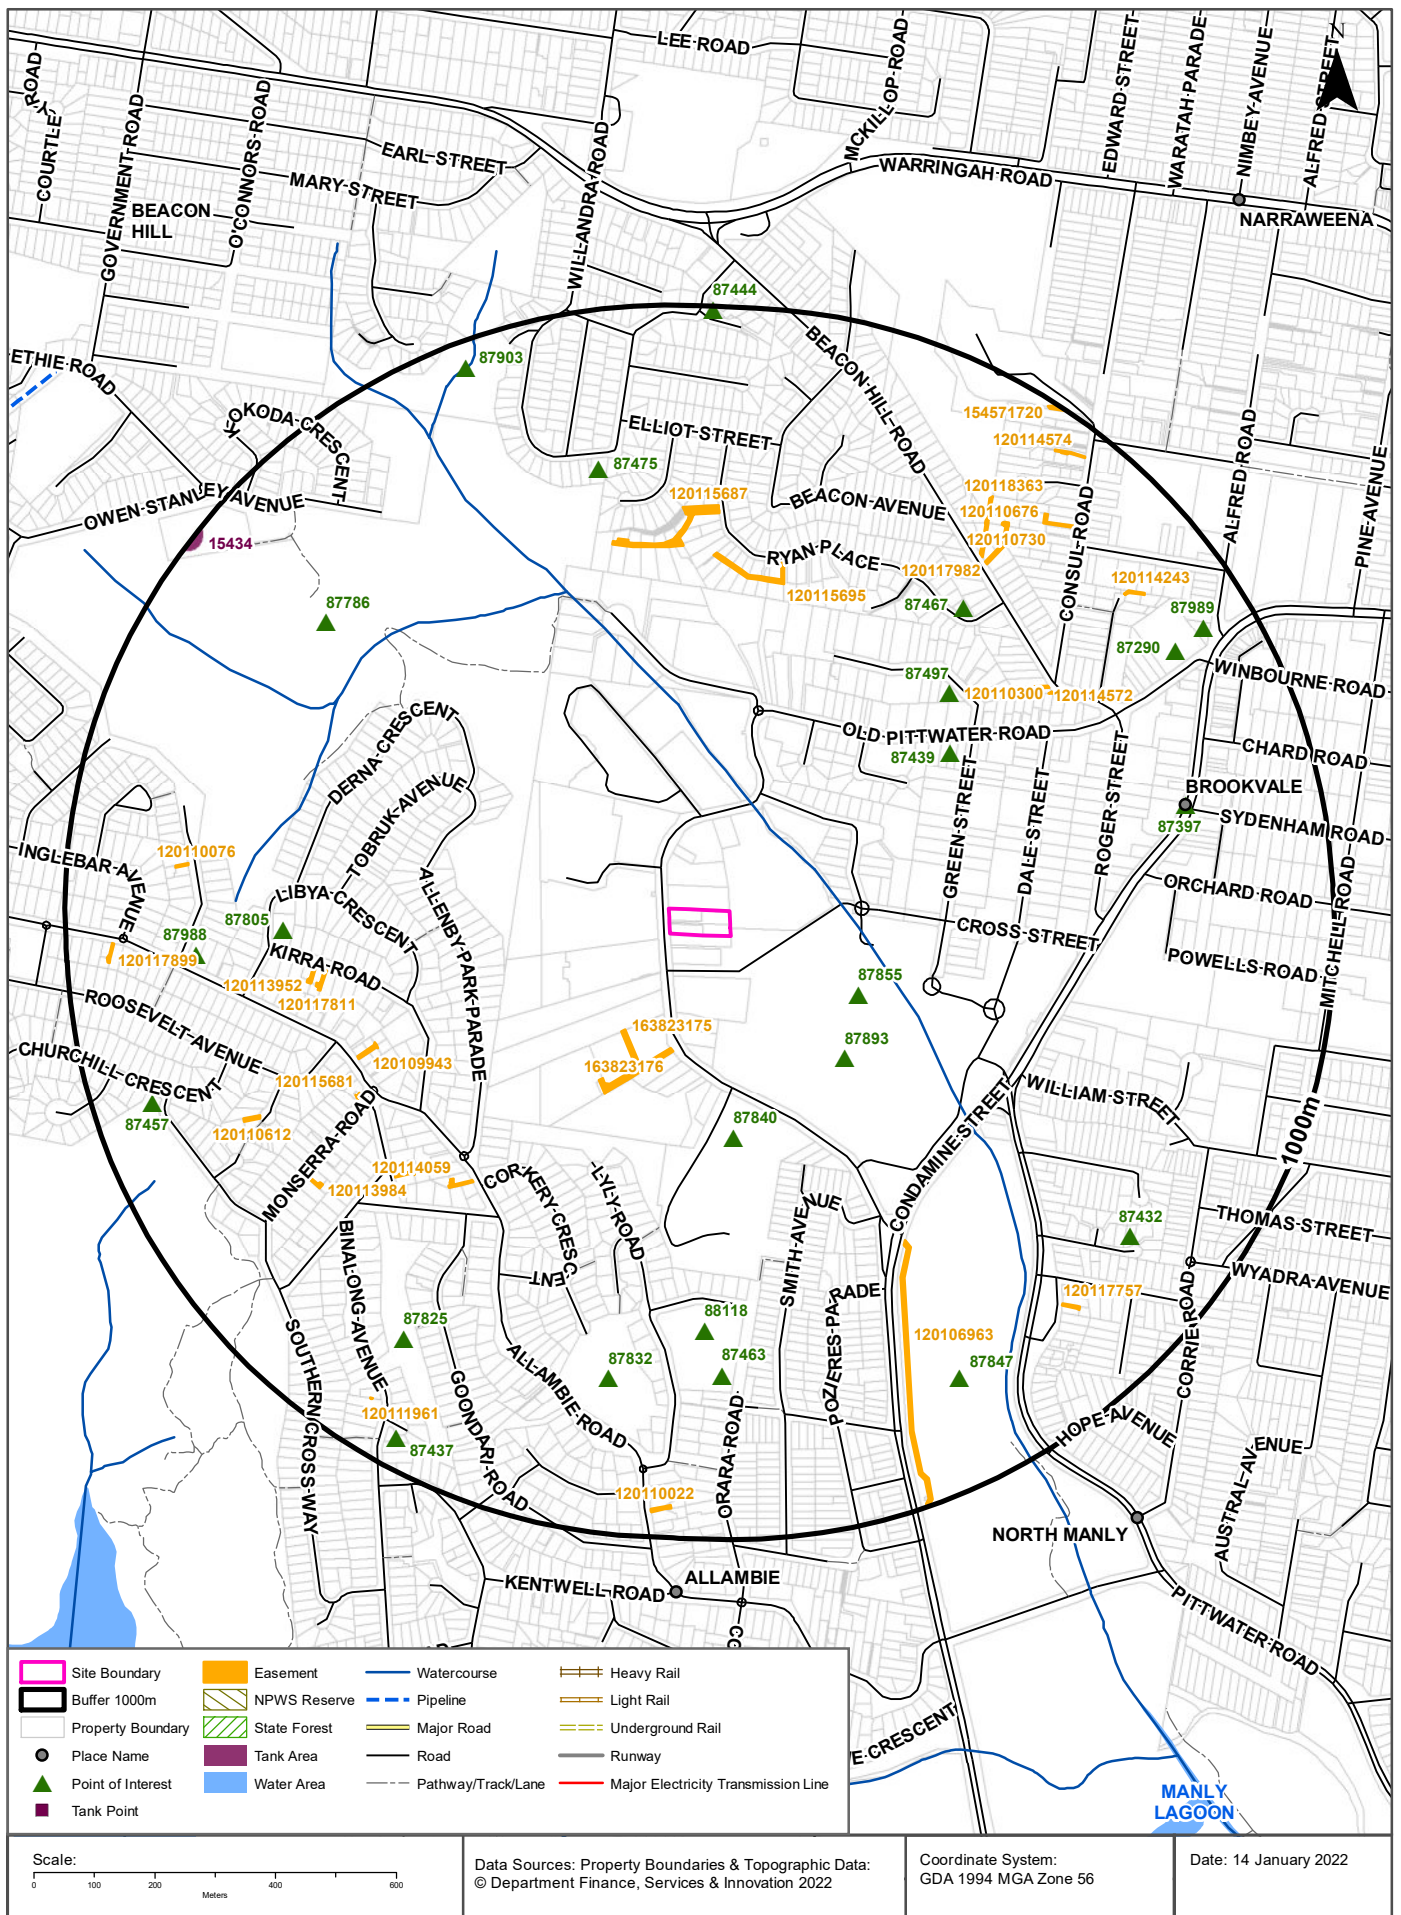 N
LEE ROAD
MCKILLOP ROAD
EDWARD STREET
WARATAH PARADE
NIMBEY AVENUE
ALFRED STREET
COURTLEY ROAD
GOVERNMENT ROAD
O'CONNORS ROAD
EARL STREET
MARY STREET
WILLANDRA ROAD
WARRINGAH ROAD
BEACON
HILL
NARRAWEENA
87444
BEACON HILL ROAD
87903
ETHIE ROAD
KOKODA CRESCENT
ELLIOT STREET
154571720
120114574
ALFRED ROAD
PINE AVENUE
87475
OWEN STANLEY AVENUE
120115687
BEACON AVENUE
120118363
120110676
120110730
CONSUL ROAD
15434
RYAN PLACE
120117982
120114243
120115695
87467
87786
87989
87290
WINBOURNE ROAD
87497
120110300
120114572
DERNA CRESCENT
OLD PITTWATER ROAD
87439
CHARD ROAD
TOBRUK AVENUE
GREEN STREET
DALE STREET
ROGER STREET
BROOKVALE
87397
SYDENHAM ROAD
INGLEBAR AVENUE
120110076
LIBYA CRESCENT
ALLENBY PARK PARADE
ORCHARD ROAD
MITCHELL ROAD
87805
87988
KIRRA ROAD
CROSS STREET
POWELLS ROAD
120117899
120113952
120117811
87855
ROOSEVELT AVENUE
163823175
CHURCHILL CRESCENT
120109943
163823176
87893
120115681
CONDAMINE STREET
WILLIAM STREET
87457
120110612
MONSERRA ROAD
87840
1000m
120114059
120113984
CORKERY CRESCENT
LYLY ROAD
SMITH AVENUE
87432
THOMAS STREET
BINALONG AVENUE
WYADRA AVENUE
120117757
SOUTHERN CROSS WAY
87825
88118
POZIERES PARADE
120106963
CORRIE ROAD
GOONDARI ROAD
ALLAMBIE ROAD
87832
87463
87847
120111961
87437
ORARA ROAD
HOPE AVENUE
AUSTRAL AVENUE
120110022
NORTH MANLY
KENTWELL ROAD
ALLAMBIE
PITTWATER ROAD
CO
VE CRESCENT
MANLY
LAGOON
Site Boundary
Buffer 1000m
Property Boundary
Place Name
Point of Interest
Tank Point
Easement
NPWS Reserve
State Forest
Tank Area
Water Area
Watercourse
Pipeline
Major Road
Road
Pathway/Track/Lane
Heavy Rail
Light Rail
Underground Rail
Runway
Major Electricity Transmission Line
Scale:
0 100 200 400 600
Meters
Data Sources: Property Boundaries & Topographic Data:
© Department Finance, Services & Innovation 2022
Coordinate System:
GDA 1994 MGA Zone 56
Date: 14 January 2022